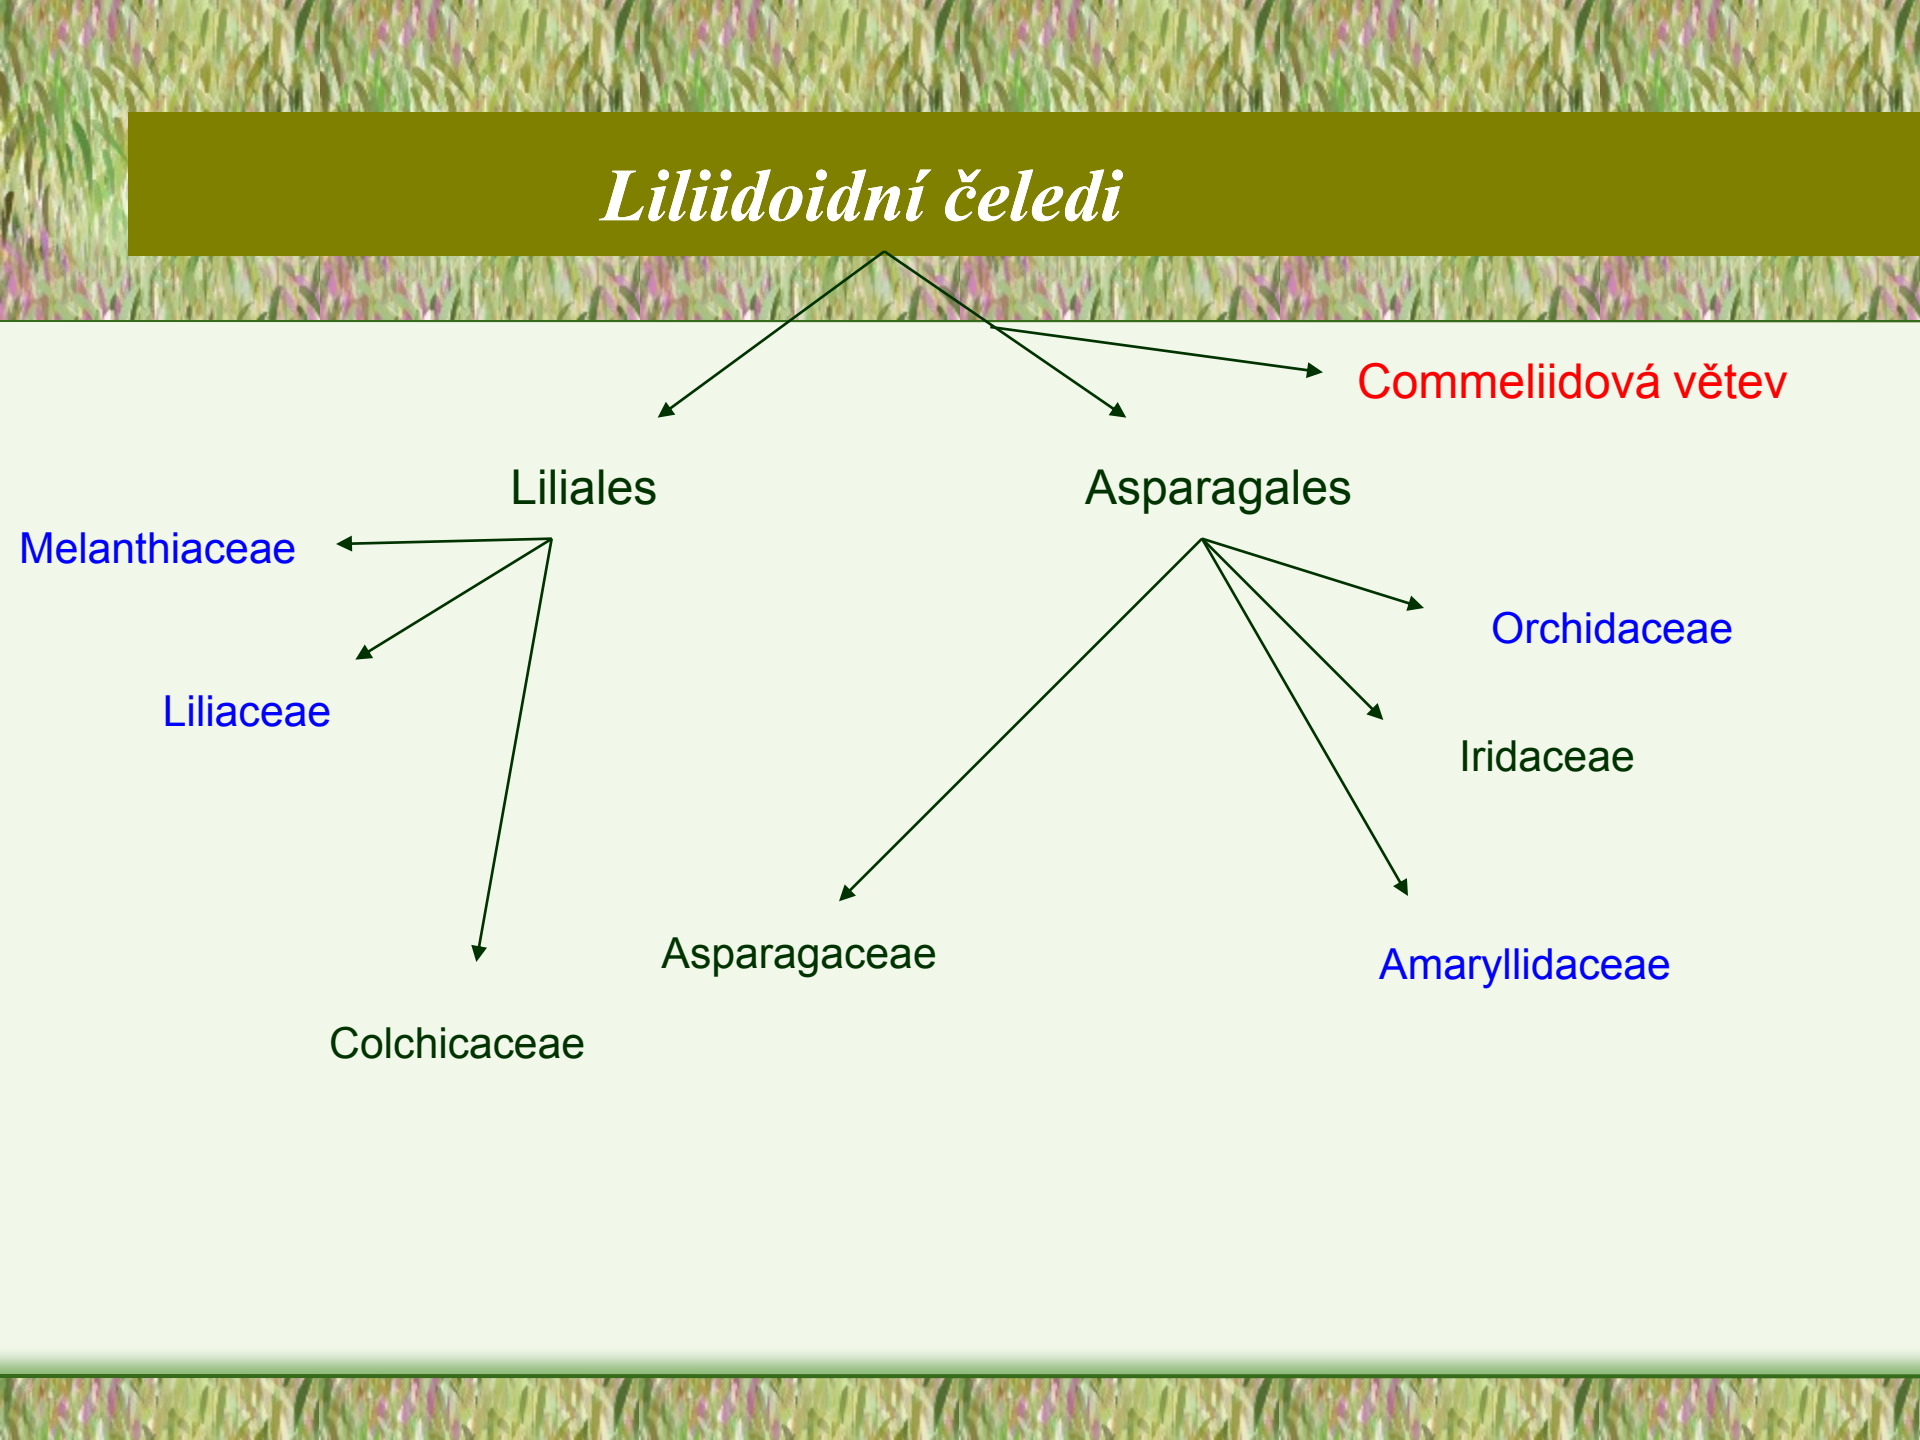 Liliidoidní čeledi
Commeliidová větev
Liliales
Asparagales
Melanthiaceae
Orchidaceae
Liliaceae
Iridaceae
Asparagaceae
Amaryllidaceae
Colchicaceae